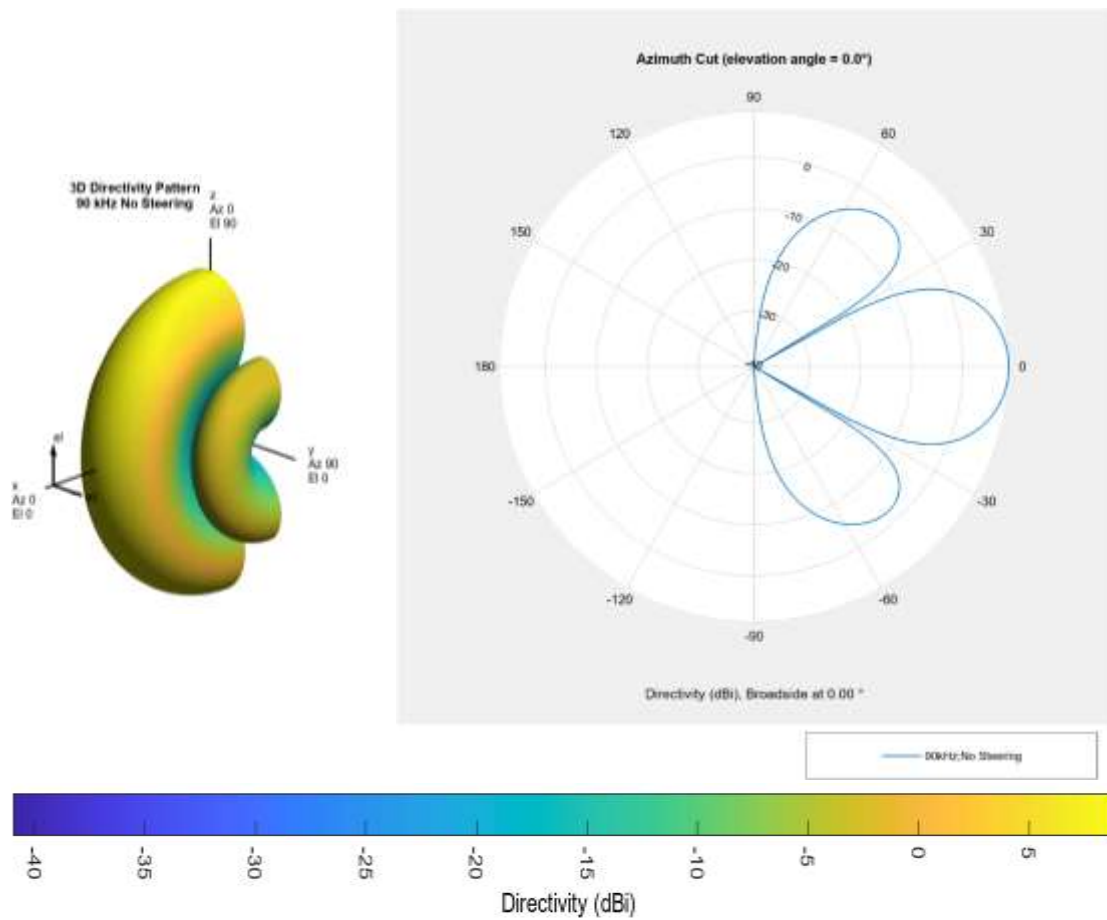 Azimuth Cut (elevation angle = 0.0°)
90
120
60
0
3D Directivity Pattern
90 kHz No Steering
z
Az 0
El 90
-10
150
30
-20
-30
180
0
el
y
Az 90
El 0
x
Az 0
El 0
-150
-30
-120
-60
-90
Directivity (dBi), Broadside at 0.00 °
90kHz;No Steering
-40
-35
-30
-25
-20
-15
-10
-5
0
5
Directivity (dBi)